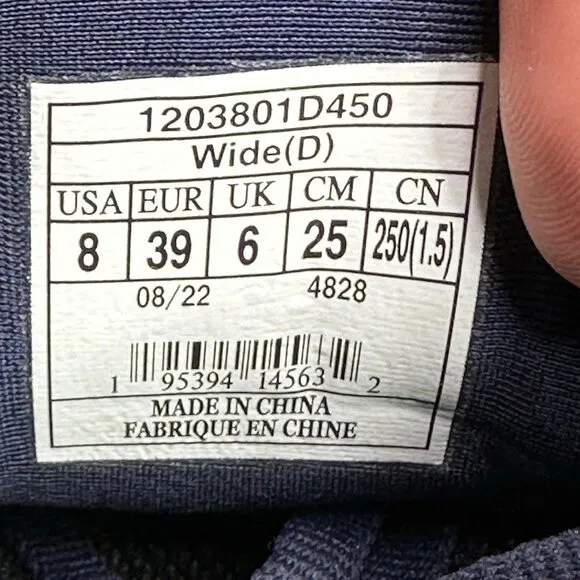 1203801D450
Wide(D)
USA EUR UK CM CN
8 39 6 25 250(1.5)
08/22 4828
1 95394 14563 2
MADE IN CHINA
FABRIQUE EN CHINE